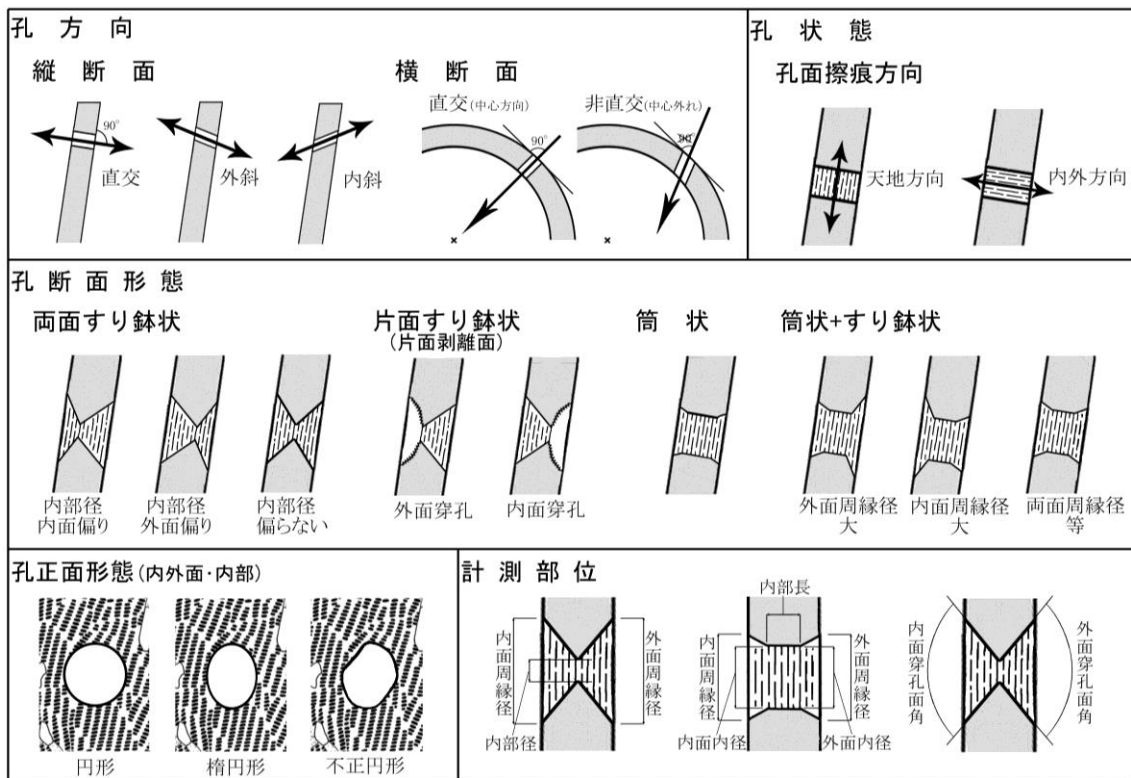 孔 方 向
縦 断 面
90°
直交
外斜
内斜
横 断 面
直交(中心方向)
90°
×
非直交(中心外れ)
90
×
孔 状 態
孔面擦痕方向
天地方向
内外方向
孔 断 面 形 態
両面すり鉢状
内部径
内面偏り
内部径
外面偏り
内部径
偏らない
片面すり鉢状
(片面剥離面)
外面穿孔
内面穿孔
筒 状
筒状+すり鉢状
外面周縁径
大
内面周縁径
大
両面周縁径
等
孔正面形態(内外面・内部)
円形
楕円形
不正円形
計 測 部 位
内面周縁径
外面周縁径
内部径
内部長
内面周縁径
外面周縁径
内面内径
外面内径
内面穿孔面角
外面穿孔面角